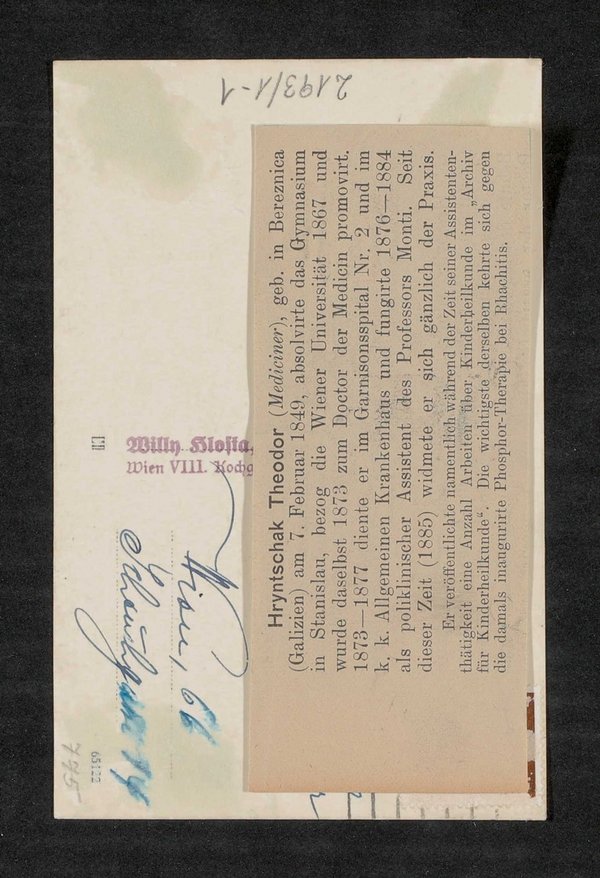 2193/1-1
Hryntschak Theodor (Mediciner), geb. in Bereznica
(Galizien) am 7. Februar 1849, absolvirte das Gymnasium
in Stanislau, bezog die Wiener Universität 1867 und
wurde daselbst 1873 zum Doctor der Medicin promovirt.
1873—1877 diente er im Garnisonsspital Nr. 2 und im
k. k. Allgemeinen Krankenhaus und fungirte 1876—1884
als poliklinischer Assistent des Professors Monti. Seit
dieser Zeit (1885) widmete er sich gänzlich der Praxis.
Er veröffentlichte namentlich während der Zeit seiner Assistenten-
thätigkeit eine Anzahl Arbeiten über Kinderheilkunde im „Archiv
für Kinderheilkunde“. Die wichtigste derselben kehrte sich gegen
die damals inaugurirte Phosphor-Therapie bei Rhachitis.
Willy Klosta,
Wien VIII. Kochg
Wien,
65122